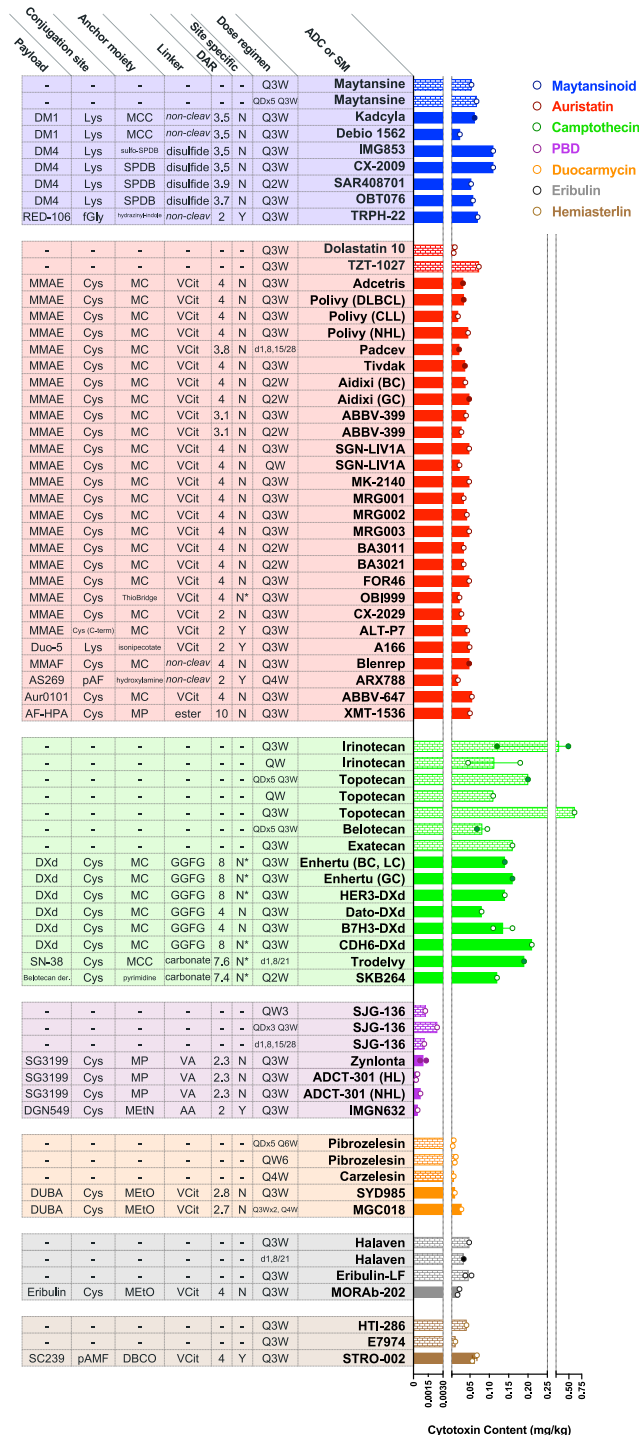 Payload Conjugation site Anchor moiety Linker DAR Site specific Dose regimen ADC or SM
- - - - - - Q3W Maytansine
- - - - - - QDx5 Q3W Maytansine
DM1 Lys MCC non-cleav 3.5 N Q3W Kadcyla
DM1 Lys MCC non-cleav 3.5 N Q3W Debio 1562
DM4 Lys sulfo-SPDB disulfide 3.5 N Q3W IMG853
DM4 Lys SPDB disulfide 3.5 N Q3W CX-2009
DM4 Lys SPDB disulfide 3.9 N Q2W SAR408701
DM4 Lys SPDB disulfide 3.7 N Q3W OBT076
RED-106 fGly hydrazinyl-indole non-cleav 2 Y Q3W TRPH-22
Maytansinoid
Auristatin
Camptothecin
PBD
Duocarmycin
Eribulin
Hemiasterlin
- - - - - - Q3W Dolastatin 10
- - - - - - Q3W TZT-1027
MMAE Cys MC VCit 4 N Q3W Adcetris
MMAE Cys MC VCit 4 N Q3W Polivy (DLBCL)
MMAE Cys MC VCit 4 N Q3W Polivy (CLL)
MMAE Cys MC VCit 4 N Q3W Polivy (NHL)
MMAE Cys MC VCit 3.8 N d1,8,15/28 Padcev
MMAE Cys MC VCit 4 N Q3W Tivdak
MMAE Cys MC VCit 4 N Q2W Aidixi (BC)
MMAE Cys MC VCit 4 N Q2W Aidixi (GC)
MMAE Cys MC VCit 3.1 N Q3W ABBV-399
MMAE Cys MC VCit 3.1 N Q2W ABBV-399
MMAE Cys MC VCit 4 N Q3W SGN-LIV1A
MMAE Cys MC VCit 4 N QW SGN-LIV1A
MMAE Cys MC VCit 4 N Q3W MK-2140
MMAE Cys MC VCit 4 N Q3W MRG001
MMAE Cys MC VCit 4 N Q3W MRG002
MMAE Cys MC VCit 4 N Q3W MRG003
MMAE Cys MC VCit 4 N Q2W BA3011
MMAE Cys MC VCit 4 N Q2W BA3021
MMAE Cys MC VCit 4 N Q3W FOR46
MMAE Cys ThioBridge VCit 4 N* Q3W OBI999
MMAE Cys MC VCit 2 N Q3W CX-2029
MMAE Cys (C-term) MC VCit 2 Y Q3W ALT-P7
Duo-5 Lys isonipecotate VCit 2 Y Q3W A166
MMAF Cys MC non-cleav 4 N Q3W Blenrep
AS269 pAF hydroxylamine non-cleav 2 Y Q4W ARX788
Aur0101 Cys MC VCit 4 N Q3W ABBV-647
AF-HPA Cys MP ester 10 N Q3W XMT-1536
- - - - - - Q3W Irinotecan
- - - - - - QW Irinotecan
- - - - - - QDx5 Q3W Topotecan
- - - - - - QW Topotecan
- - - - - - Q3W Topotecan
- - - - - - QDx5 Q3W Belotecan
- - - - - - Q3W Exatecan
DXd Cys MC GGFG 8 N* Q3W Enhertu (BC, LC)
DXd Cys MC GGFG 8 N* Q3W Enhertu (GC)
DXd Cys MC GGFG 8 N* Q3W HER3-DXd
DXd Cys MC GGFG 4 N Q3W Dato-DXd
DXd Cys MC GGFG 4 N Q3W B7H3-DXd
DXd Cys MC GGFG 8 N* Q3W CDH6-DXd
SN-38 Cys MCC carbonate 7.6 N* d1,8/21 Trodelvy
Belotecan der. Cys pyrimidine carbonate 7.4 N* Q2W SKB264
- - - - - - QW3 SJG-136
- - - - - - QDx3 Q3W SJG-136
- - - - - - d1,8,15/28 SJG-136
SG3199 Cys MP VA 2.3 N Q3W Zynlonta
SG3199 Cys MP VA 2.3 N Q3W ADCT-301 (HL)
SG3199 Cys MP VA 2.3 N Q3W ADCT-301 (NHL)
DGN549 Cys MEtN AA 2 Y Q3W IMGN632
- - - - - - QDx5 Q6W Pibrozelesin
- - - - - - QW6 Pibrozelesin
- - - - - - Q4W Carzelesin
DUBA Cys MEtO VCit 2.8 N Q3W SYD985
DUBA Cys MEtO VCit 2.7 N Q3Wx2, Q4W MGC018
- - - - - - Q3W Halaven
- - - - - - d1,8/21 Halaven
- - - - - - Q3W Eribulin-LF
Eribulin Cys MEtO VCit 4 N Q3W MORAb-202
- - - - - - Q3W HTI-286
- - - - - - Q3W E7974
SC239 pAMF DBCO VCit 4 Y Q3W STRO-002
0 0.0015 0.0030 0.05 0.10 0.15 0.20 0.25 0.50 0.75
Cytotoxin Content (mg/kg)